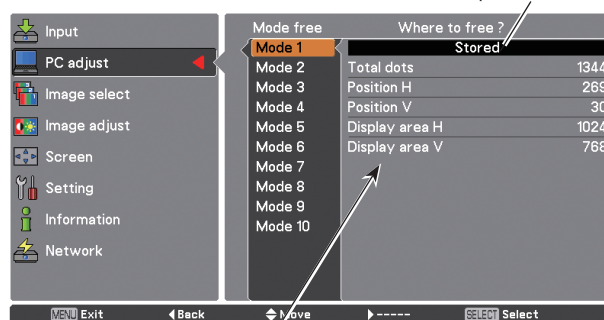 Input
PC adjust
Image select
Image adjust
Screen
Setting
Information
Network
Mode free
Mode 1
Mode 2
Mode 3
Mode 4
Mode 5
Mode 6
Mode 7
Mode 8
Mode 9
Mode 10
Where to free ?
Stored
Total dots 1344
Position H 269
Position V 30
Display area H 1024
Display area V 768
MENU Exit Back Move ----- SELECT Select